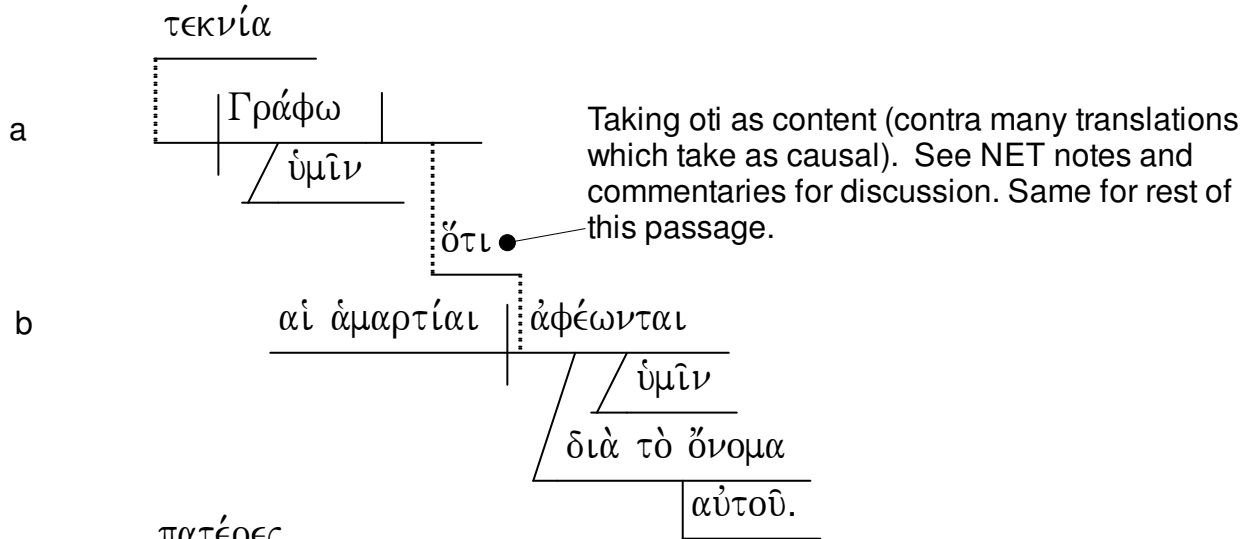 τεκνία
a
Γράφω
ὑμῖν
Taking oti as content (contra many translations
which take as causal). See NET notes and
commentaries for discussion. Same for rest of
this passage.
ὅτι
b
αἱ ἁμαρτίαι ἀφέωνται
ὑμῖν
διὰ τὸ ὄνομα
αὐτοῦ.
πατέρες